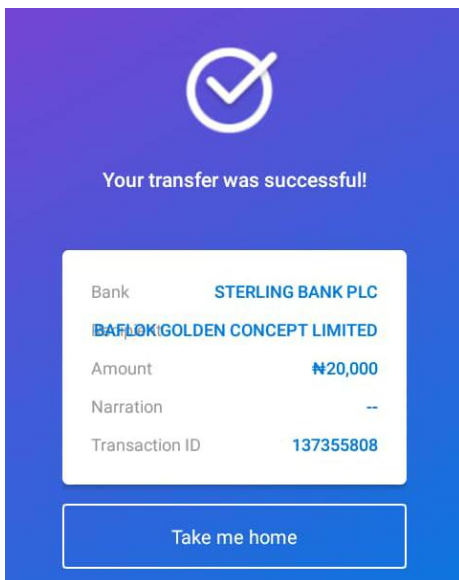 Your transfer was successful!
Bank STERLING BANK PLC
Recipient BAFLOK GOLDEN CONCEPT LIMITED
Amount ₦20,000
Narration --
Transaction ID 137355808
Take me home